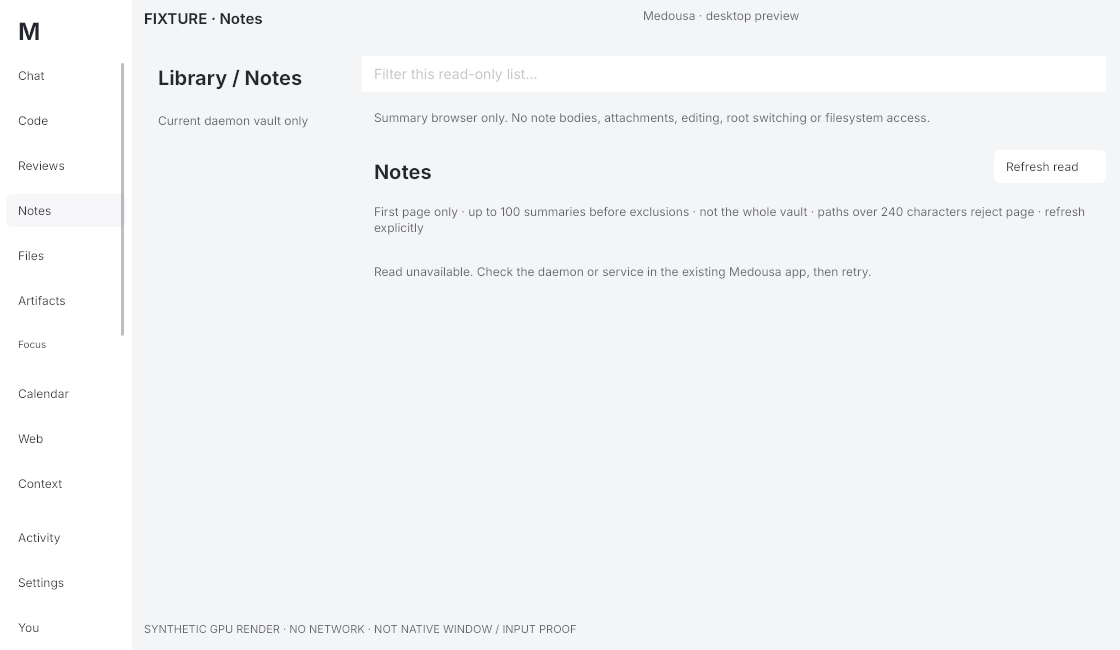 M
Chat
Code
Reviews
Notes
Files
Artifacts
Focus
Calendar
Web
Context
Activity
Settings
You
FIXTURE · Notes
Medousa · desktop preview
Library / Notes
Current daemon vault only
Filter this read-only list...
Summary browser only. No note bodies, attachments, editing, root switching or filesystem access.
Notes
Refresh read
First page only · up to 100 summaries before exclusions · not the whole vault · paths over 240 characters reject page · refresh
explicitly
Read unavailable. Check the daemon or service in the existing Medousa app, then retry.
SYNTHETIC GPU RENDER · NO NETWORK · NOT NATIVE WINDOW / INPUT PROOF